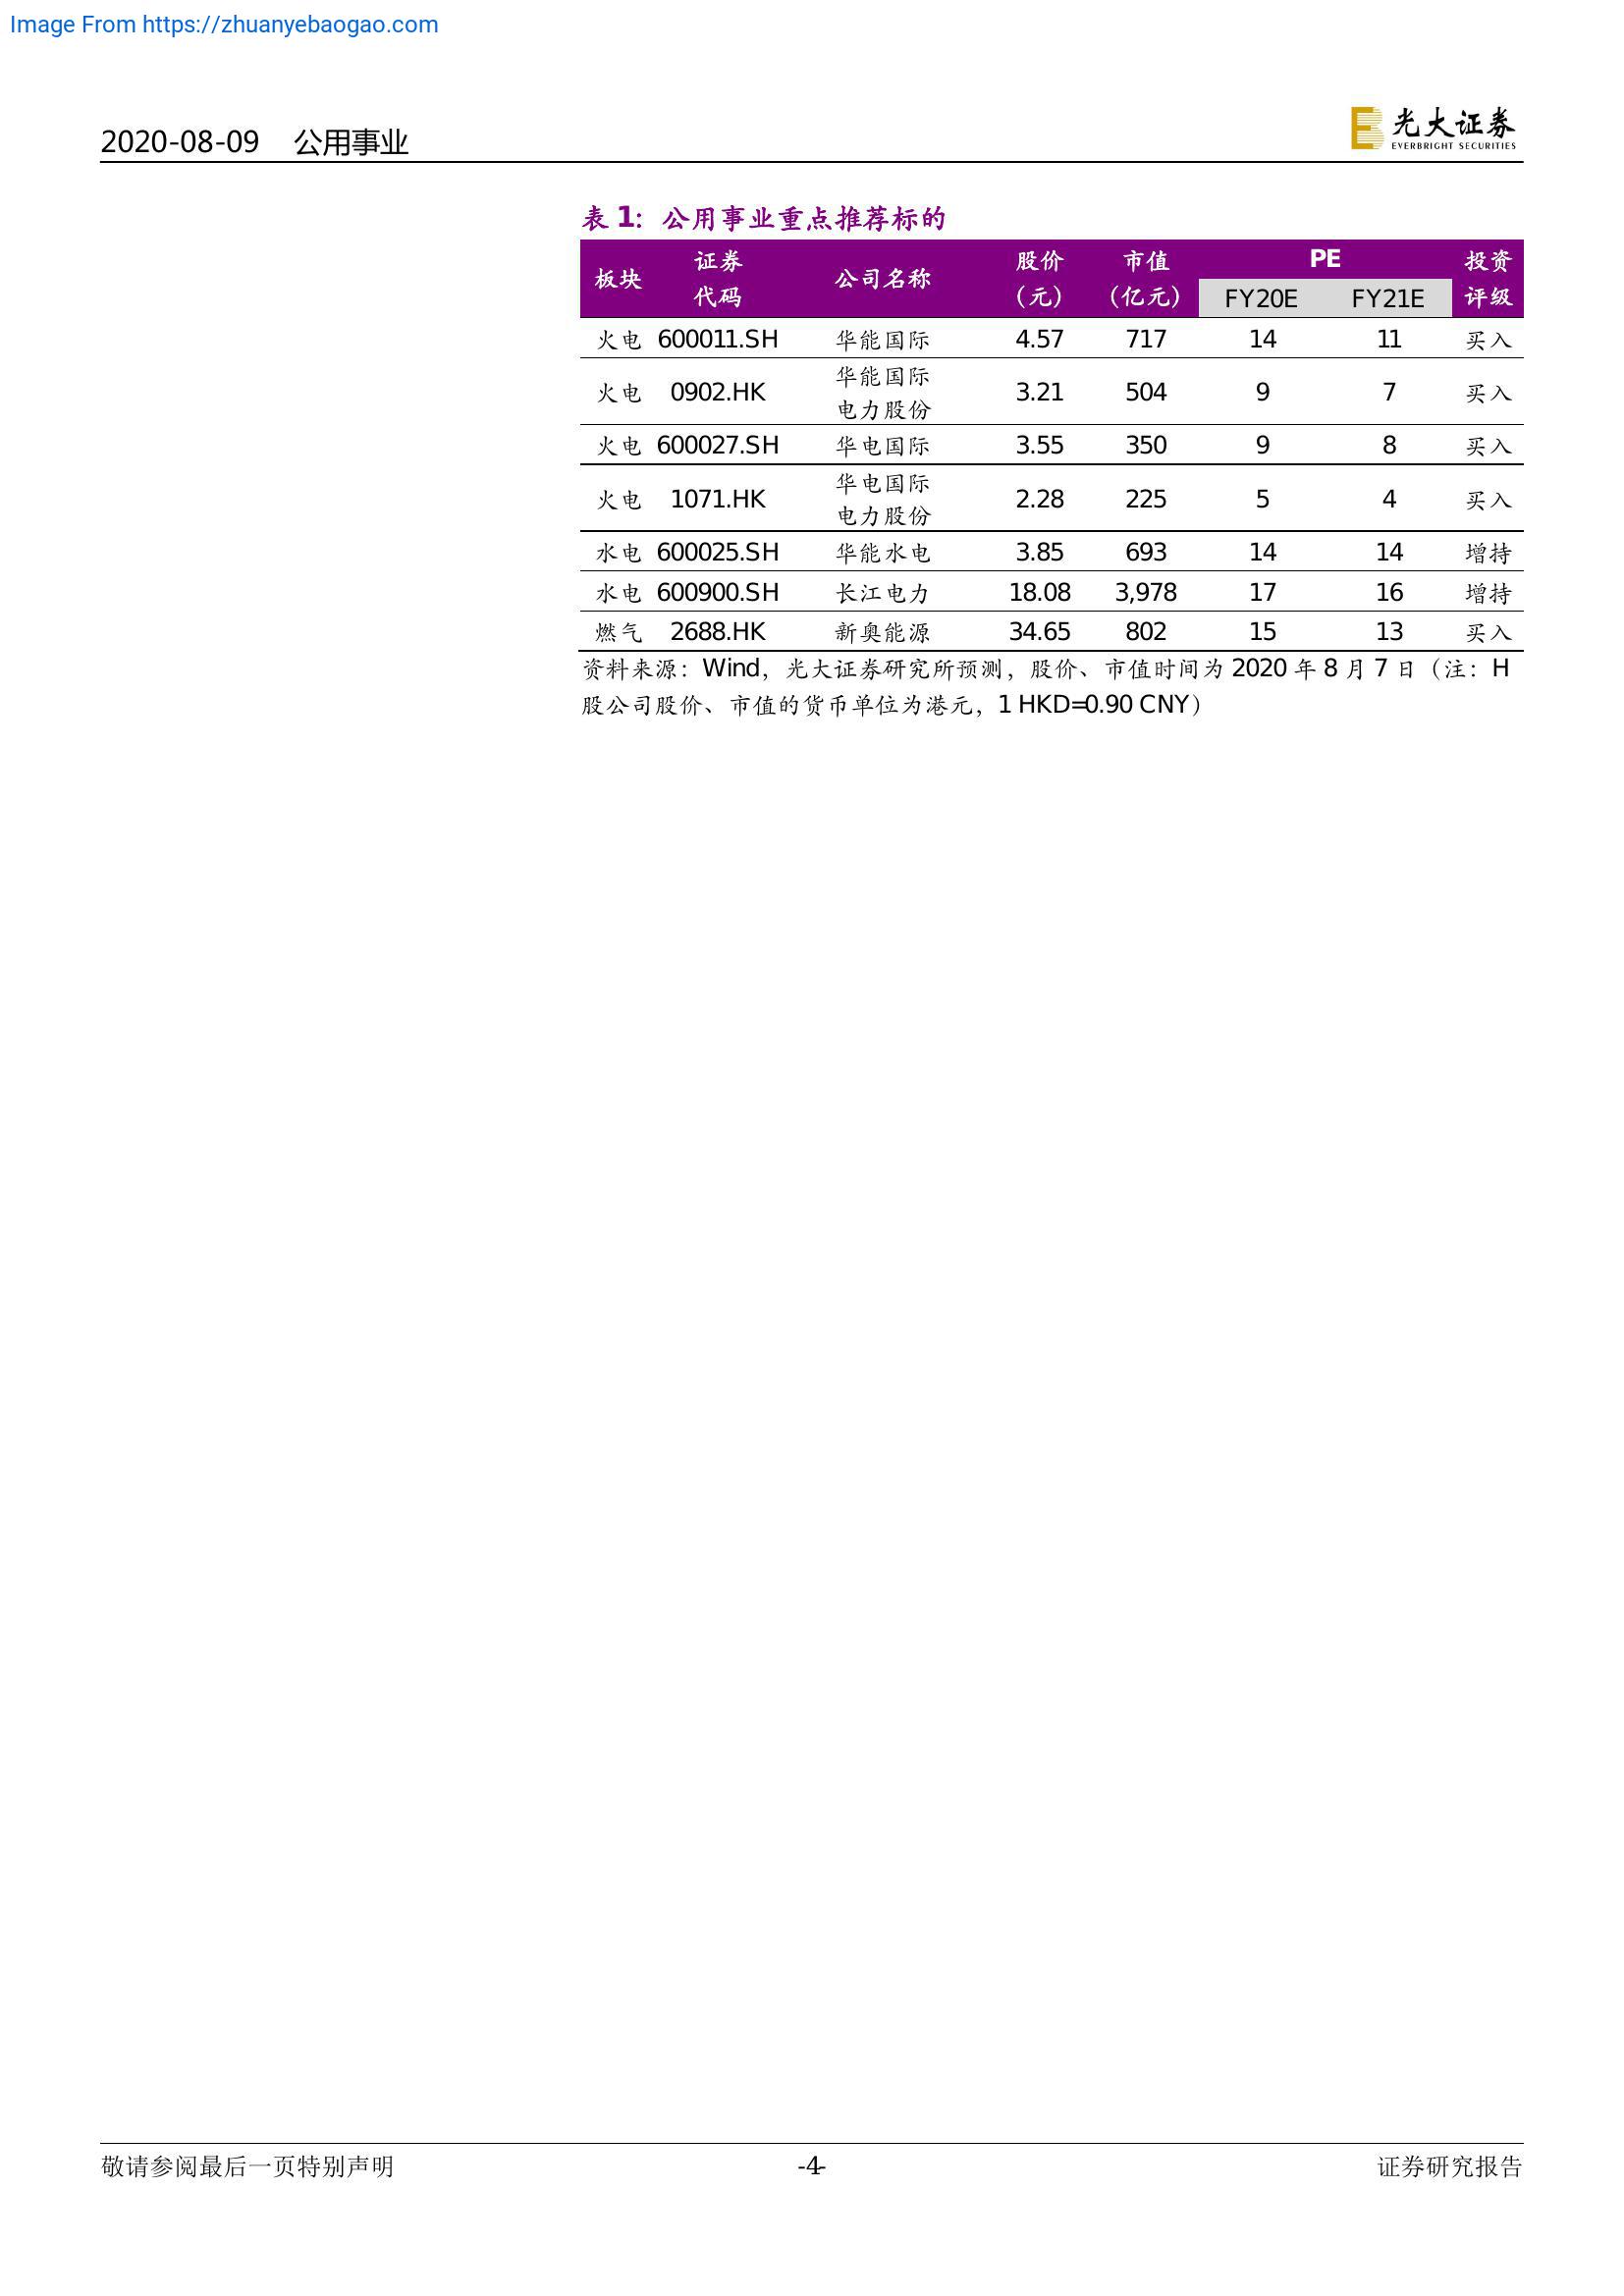 Image From https://zhuanyebaogao.com
2020-08-09 公用事业
光大证券
EVERBRIGHT SECURITIES
表 1：公用事业重点推荐标的
板块 证券代码 公司名称 股价（元） 市值（亿元） PE 投资评级
FY20E FY21E
火电 600011.SH 华能国际 4.57 717 14 11 买入
火电 0902.HK 华能国际电力股份 3.21 504 9 7 买入
火电 600027.SH 华电国际 3.55 350 9 8 买入
火电 1071.HK 华电国际电力股份 2.28 225 5 4 买入
水电 600025.SH 华能水电 3.85 693 14 14 增持
水电 600900.SH 长江电力 18.08 3,978 17 16 增持
燃气 2688.HK 新奥能源 34.65 802 15 13 买入
资料来源：Wind，光大证券研究所预测，股价、市值时间为 2020 年 8 月 7 日（注：H
股公司股价、市值的货币单位为港元，1 HKD=0.90 CNY）
敬请参阅最后一页特别声明 -4- 证券研究报告